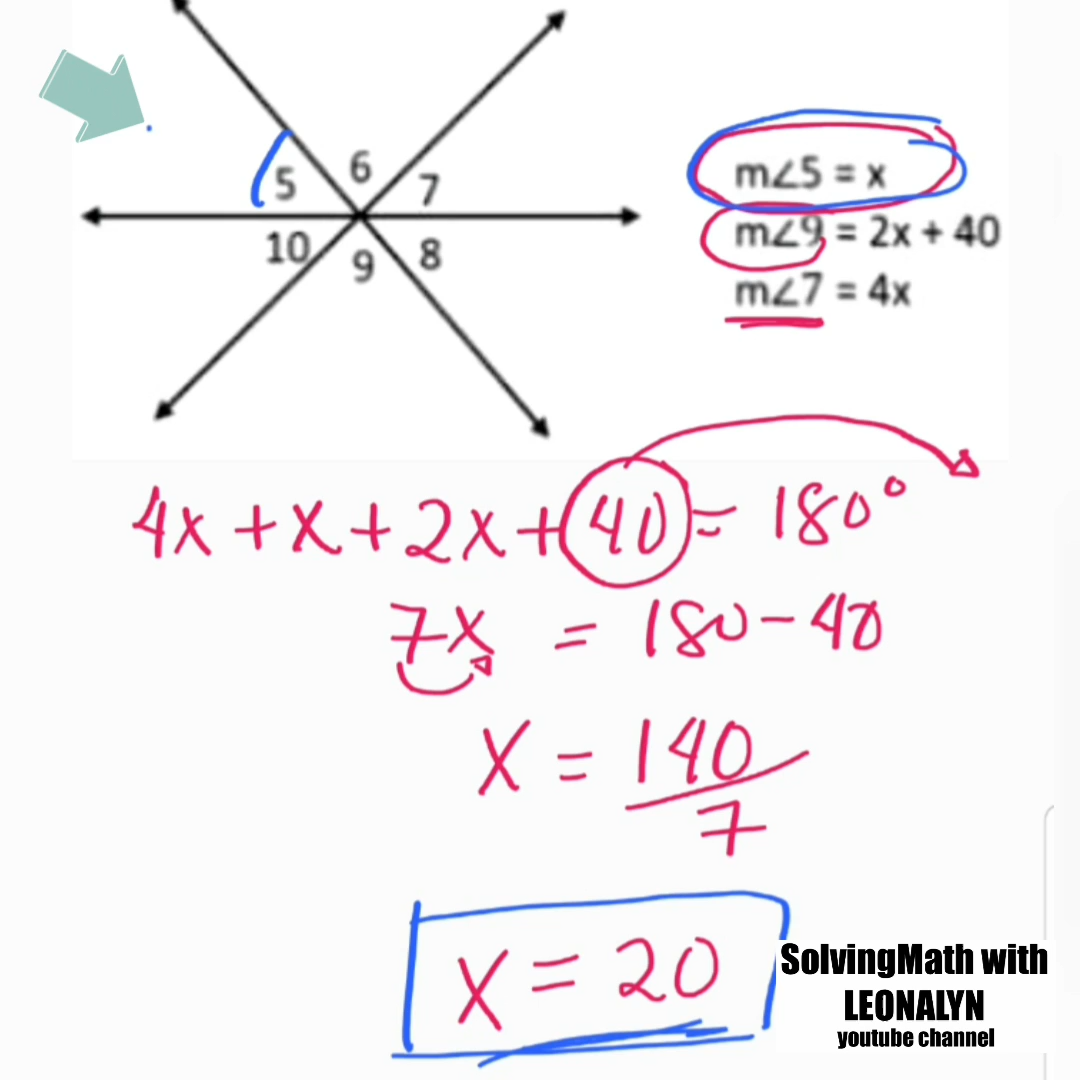 5 6 7
10 9 8
m∠5 = x
m∠9 = 2x + 40
m∠7 = 4x
4x + x + 2x + 40 = 180°
7x = 180 - 40
x = 140
7
x = 20
SolvingMath with
LEONALYN
youtube channel